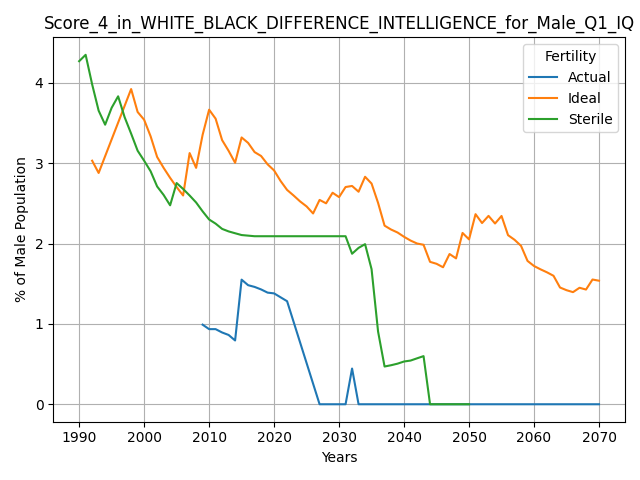 Score_4_in_WHITE_BLACK_DIFFERENCE_INTELLIGENCE_for_Male_Q1_IQ
Fertility
Actual
Ideal
Sterile
% of Male Population
4
3
2
1
0
1990 2000 2010 2020 2030 2040 2050 2060 2070
Years